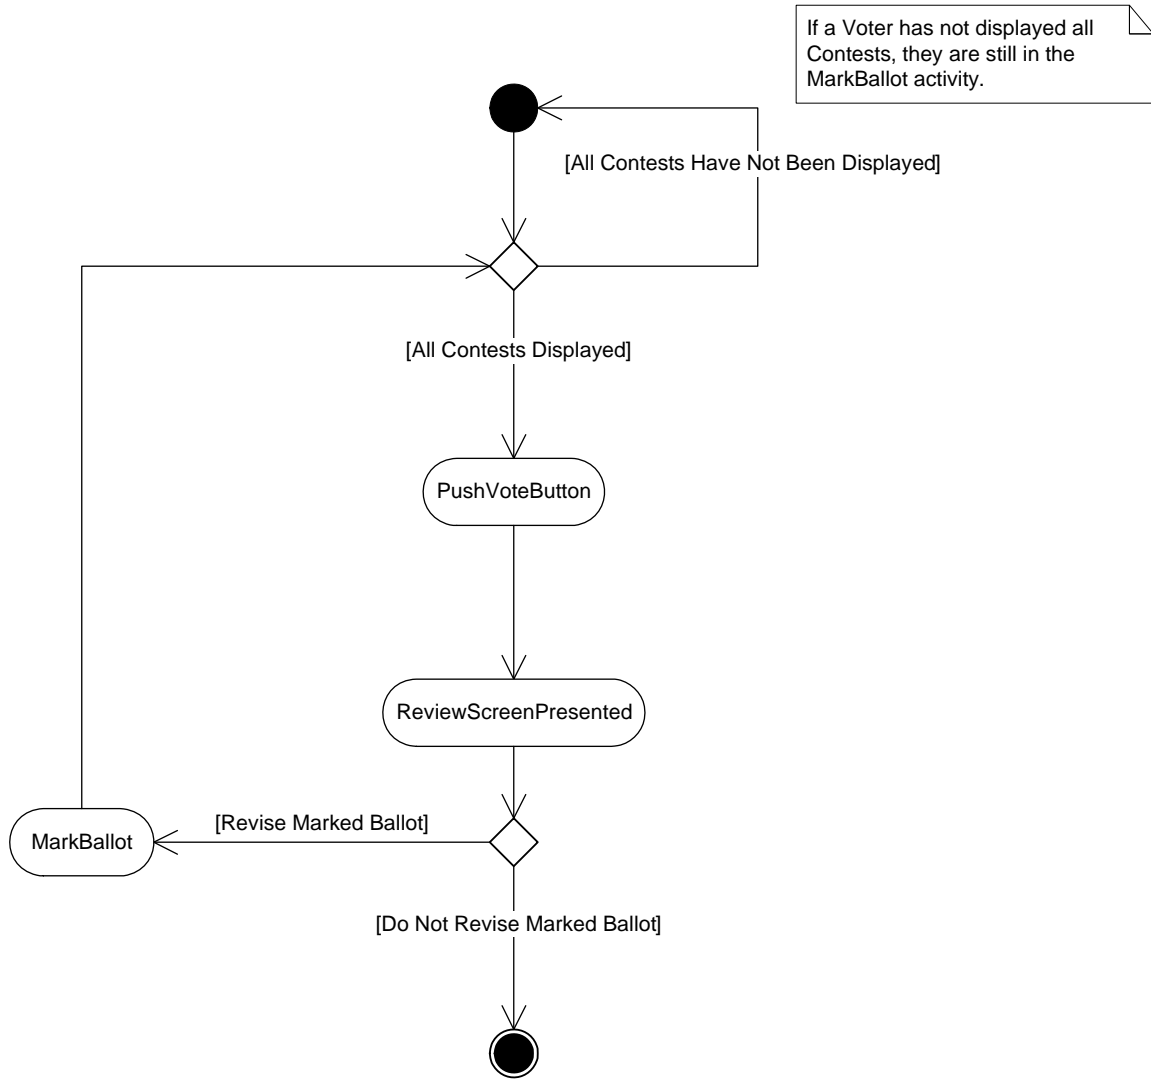 If a Voter has not displayed all
Contests, they are still in the
MarkBallot activity.
[All Contests Have Not Been Displayed]
[All Contests Displayed]
PushVoteButton
ReviewScreenPresented
[Revise Marked Ballot]
MarkBallot
[Do Not Revise Marked Ballot]